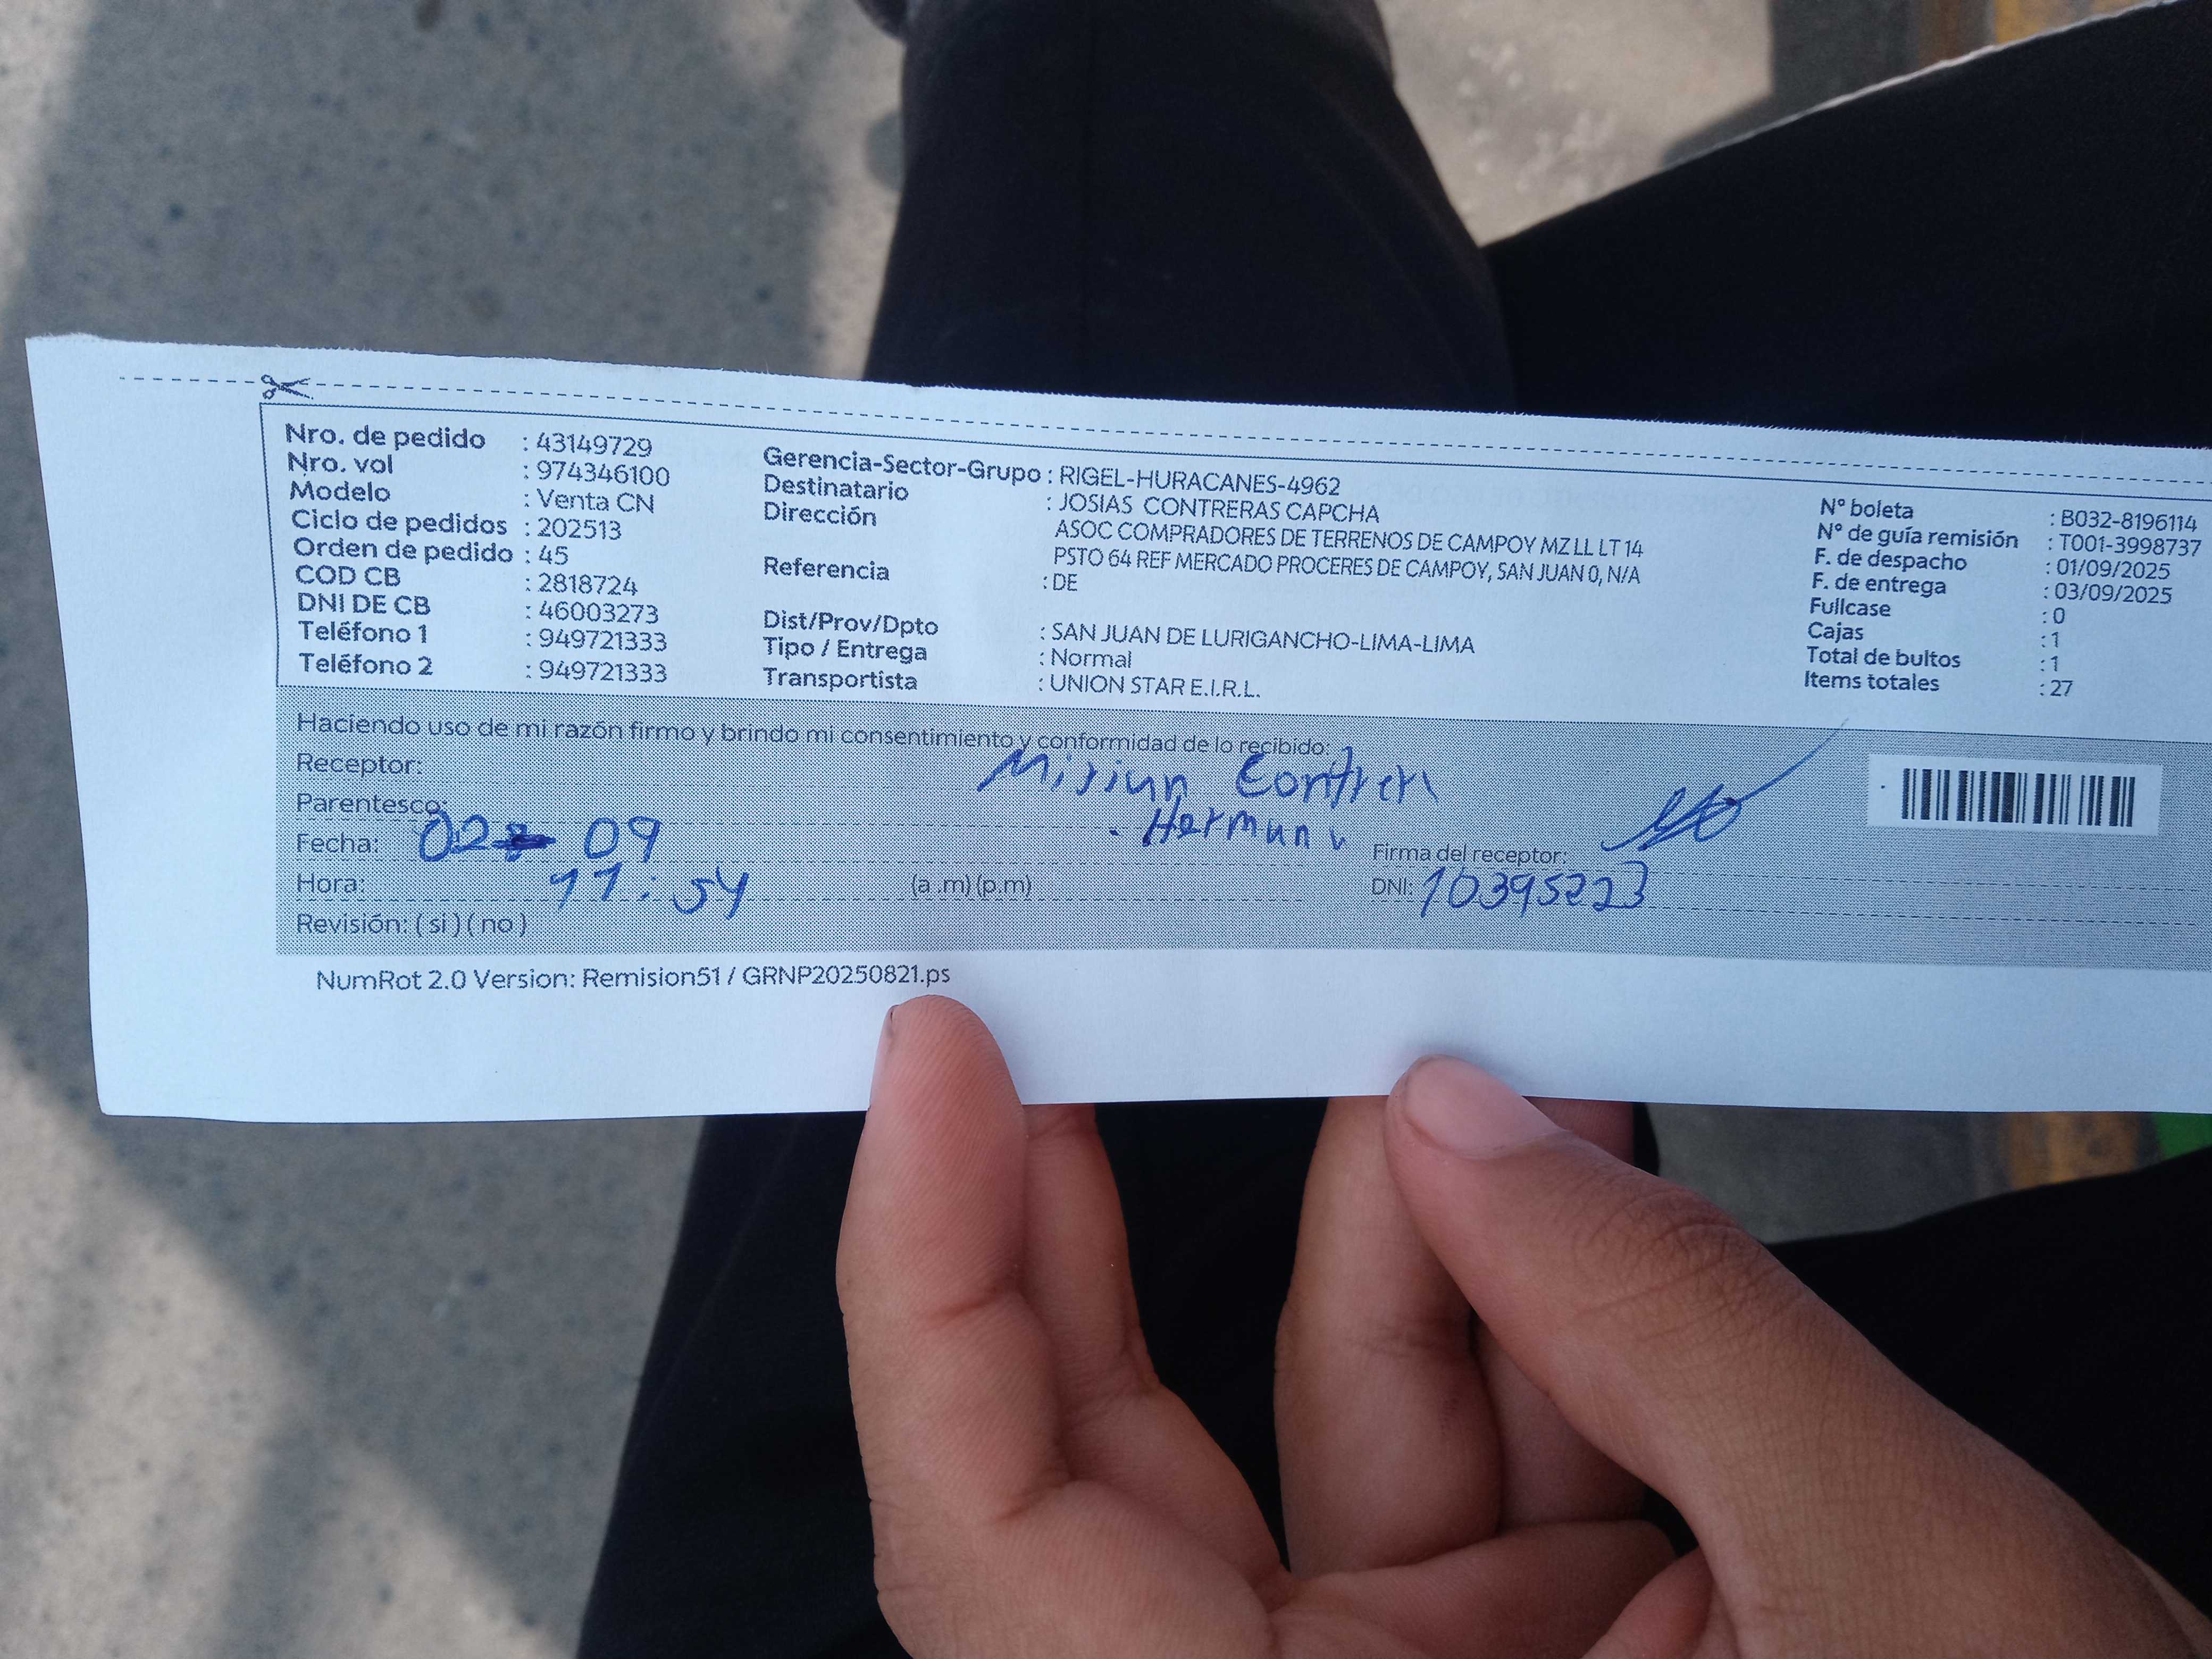 Nro. de pedido : 43149729
Nro. vol : 974346100
Modelo : Venta CN
Ciclo de pedidos : 202513
Orden de pedido : 45
COD CB : 2818724
DNI DE CB : 46003273
Teléfono 1 : 949721333
Teléfono 2 : 949721333
Gerencia-Sector-Grupo : RIGEL-HURACANES-4962
Destinatario : JOSIAS CONTRERAS CAPCHA
Dirección ASOC COMPRADORES DE TERRENOS DE CAMPOY MZ LL LT 14
PSTO 64 REF MERCADO PROCERES DE CAMPOY, SAN JUAN 0, N/A
Referencia : DE
Dist/Prov/Dpto : SAN JUAN DE LURIGANCHO-LIMA-LIMA
Tipo / Entrega : Normal
Transportista : UNION STAR E.I.R.L.
N° boleta : B032-8196114
N° de guía remisión : T001-3998737
F. de despacho : 01/09/2025
F. de entrega : 03/09/2025
Fullcase : 0
Cajas : 1
Total de bultos : 1
Items totales : 27
Haciendo uso de mi razón firmo y brindo mi consentimiento y conformidad de lo recibido:
Receptor:
Parentesco:
Fecha: 02 09
Hora: 11:54 (a .m) (p.m)
Firma del receptor:
DNI: 10395223
Revisión: ( si ) ( no )
NumRot 2.0 Version: Remision51 / GRNP20250821.ps